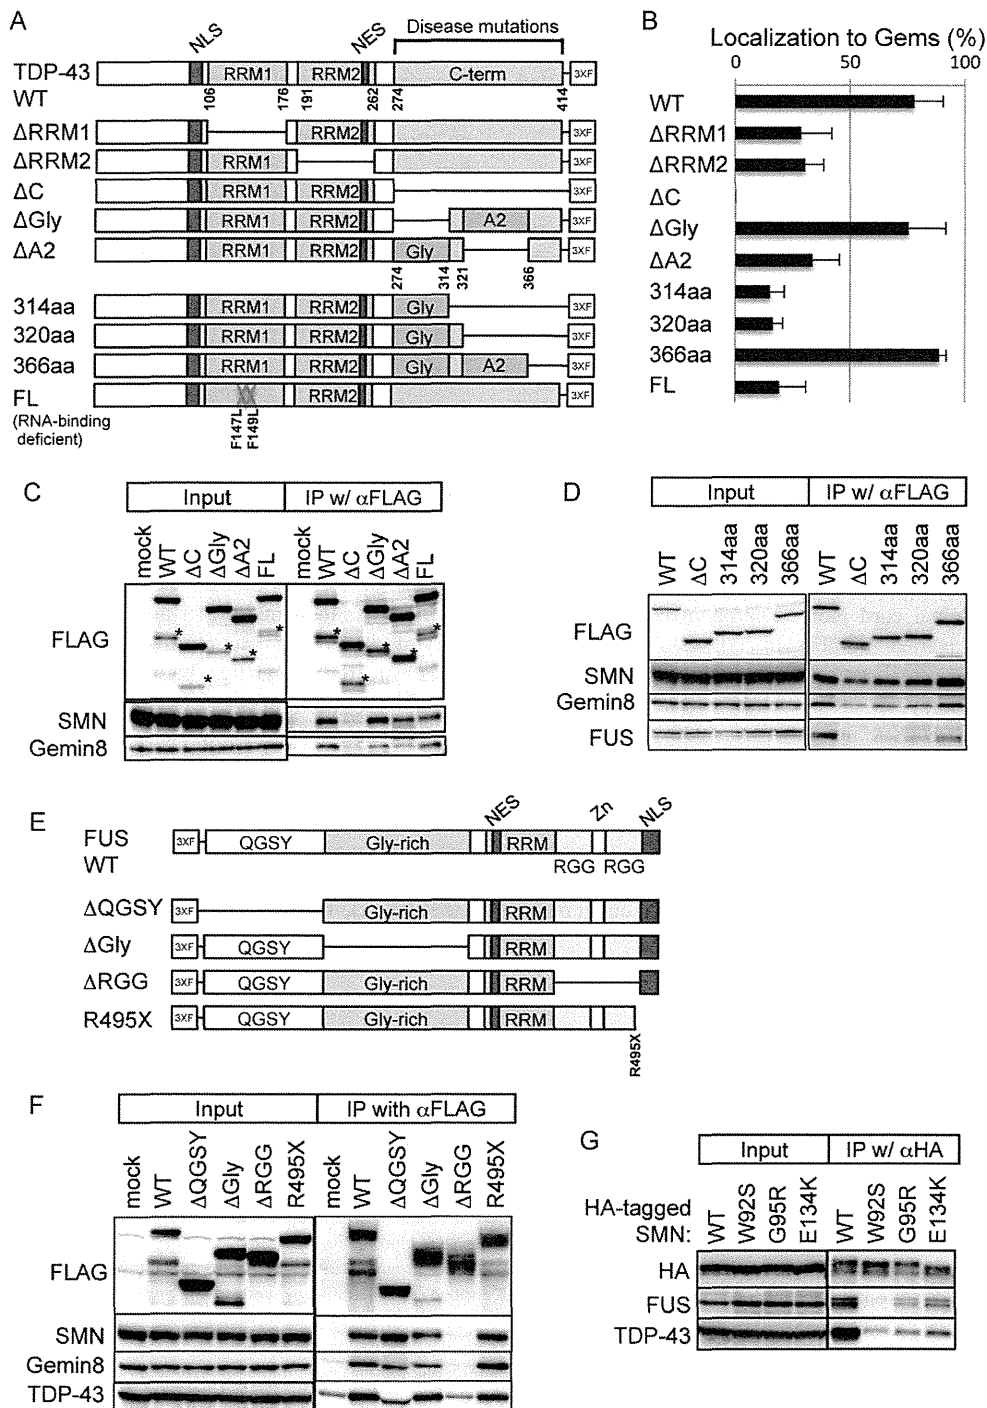 A
NLS
NES
Disease mutations
TDP-43
WT
RRM1
RRM2
C-term
3XF
106
176
191
262
274
414
ΔRRM1
RRM2
3XF
ΔRRM2
RRM1
3XF
ΔC
RRM1
RRM2
3XF
ΔGly
RRM1
RRM2
A2
3XF
ΔA2
RRM1
RRM2
Gly
3XF
274
314
321
366
314aa
RRM1
RRM2
Gly
3XF
320aa
RRM1
RRM2
Gly
3XF
366aa
RRM1
RRM2
Gly
A2
3XF
FL
RRM2
3XF
(RNA-binding
deficient)
F147L
F149L
B
Localization to Gems (%)
0 50 100
WT
ΔRRM1
ΔRRM2
ΔC
ΔGly
ΔA2
314aa
320aa
366aa
FL
C
Input
IP w/ αFLAG
mock WT ΔC ΔGly ΔA2 FL
mock WT ΔC ΔGly ΔA2 FL
FLAG
* * * * *
* * * * *
SMN
Gemin8
D
Input
IP w/ αFLAG
WT ΔC 314aa 320aa 366aa
WT ΔC 314aa 320aa 366aa
FLAG
SMN
Gemin8
FUS
E
NES
Zn
NLS
FUS
WT
3XF
QGSY
Gly-rich
RRM
RGG RGG
ΔQGSY
3XF
Gly-rich
RRM
ΔGly
3XF
QGSY
RRM
ΔRGG
3XF
QGSY
Gly-rich
RRM
R495X
3XF
QGSY
Gly-rich
RRM
R495X
F
Input
IP with αFLAG
mock WT ΔQGSY ΔGly ΔRGG R495X
mock WT ΔQGSY ΔGly ΔRGG R495X
FLAG
SMN
Gemin8
TDP-43
G
Input
IP w/ αHA
HA-tagged
SMN:
WT W92S G95R E134K
WT W92S G95R E134K
HA
FUS
TDP-43